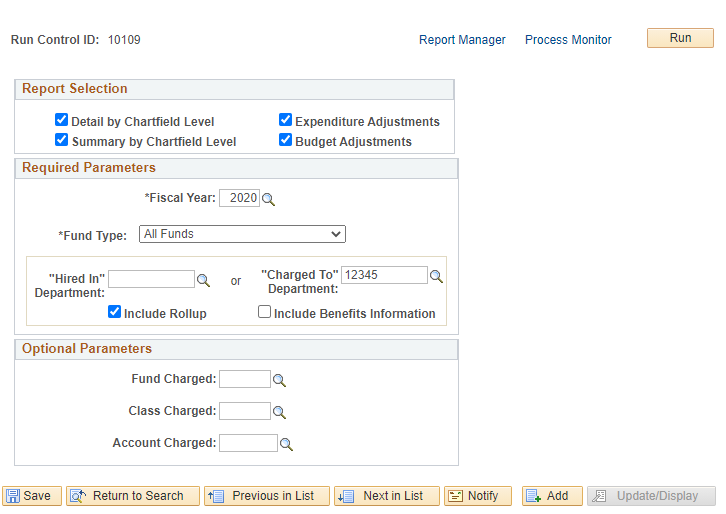 Run Control ID: 10109 Report Manager Process Monitor Run
Report Selection
Detail by Chartfield Level Expenditure Adjustments
Summary by Chartfield Level Budget Adjustments
Required Parameters
*Fiscal Year: 2020
*Fund Type: All Funds
"Hired In" Department: or "Charged To" Department: 12345
Include Rollup Include Benefits Information
Optional Parameters
Fund Charged:
Class Charged:
Account Charged:
Save Return to Search Previous in List Next in List Notify Add Update/Display